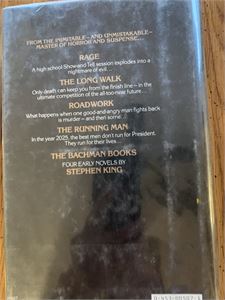 FROM THE INIMITABLE—AND UNMISTAKABLE—
MASTER OF HORROR AND SUSPENSE....
RAGE
A high school Show-and-Tell session explodes into a
nightmare of evil...
THE LONG WALK
Only death can keep you from the finish line—in the
ultimate competition of the all-too-near future...
ROADWORK
What happens when one good-and-angry man fights back
is murder—and then some...
THE RUNNING MAN
In the year 2025, the best men don't run for President.
They run for their lives...
THE BACHMAN BOOKS
FOUR EARLY NOVELS BY
STEPHEN KING
0-453-00507-1